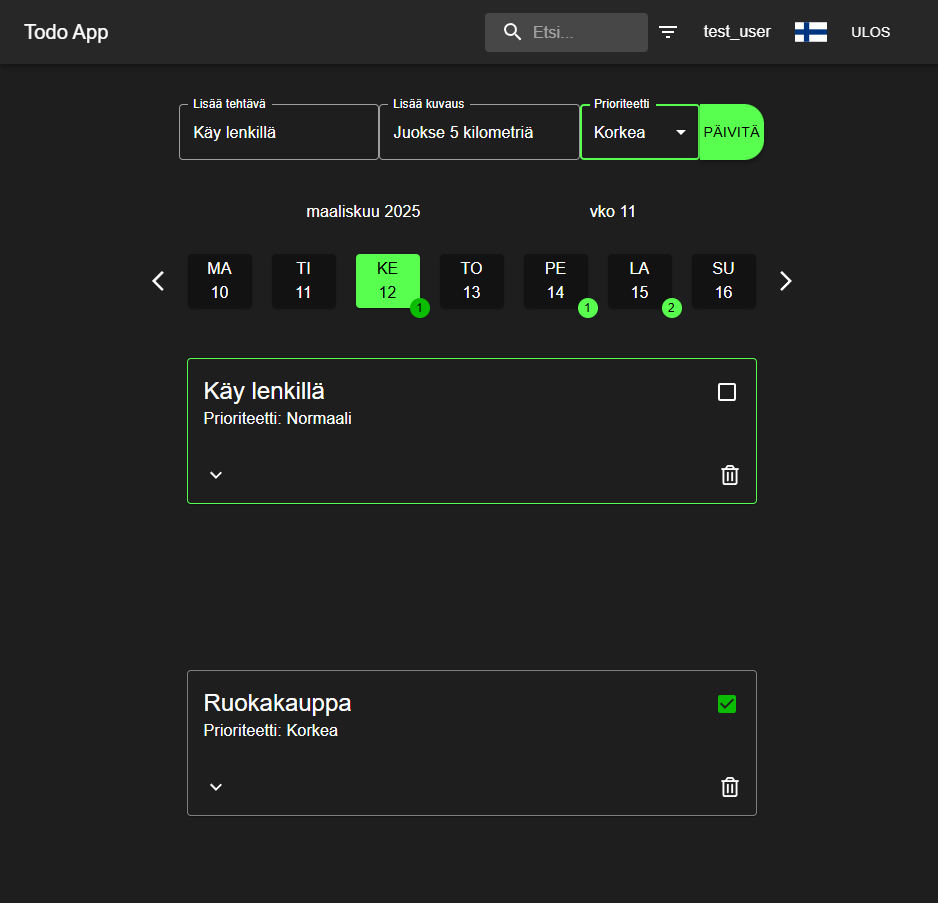 Todo App
Etsi...
test_user
ULOS
Lisää tehtävä
Lisää kuvaus
Prioriteetti
Käy lenkillä
Juokse 5 kilometriä
Korkea
PÄIVITÄ
maaliskuu 2025
vko 11
MA
10
TI
11
KE
12
1
TO
13
PE
14
1
LA
15
2
SU
16
Käy lenkillä
Prioriteetti: Normaali
Ruokakauppa
Prioriteetti: Korkea